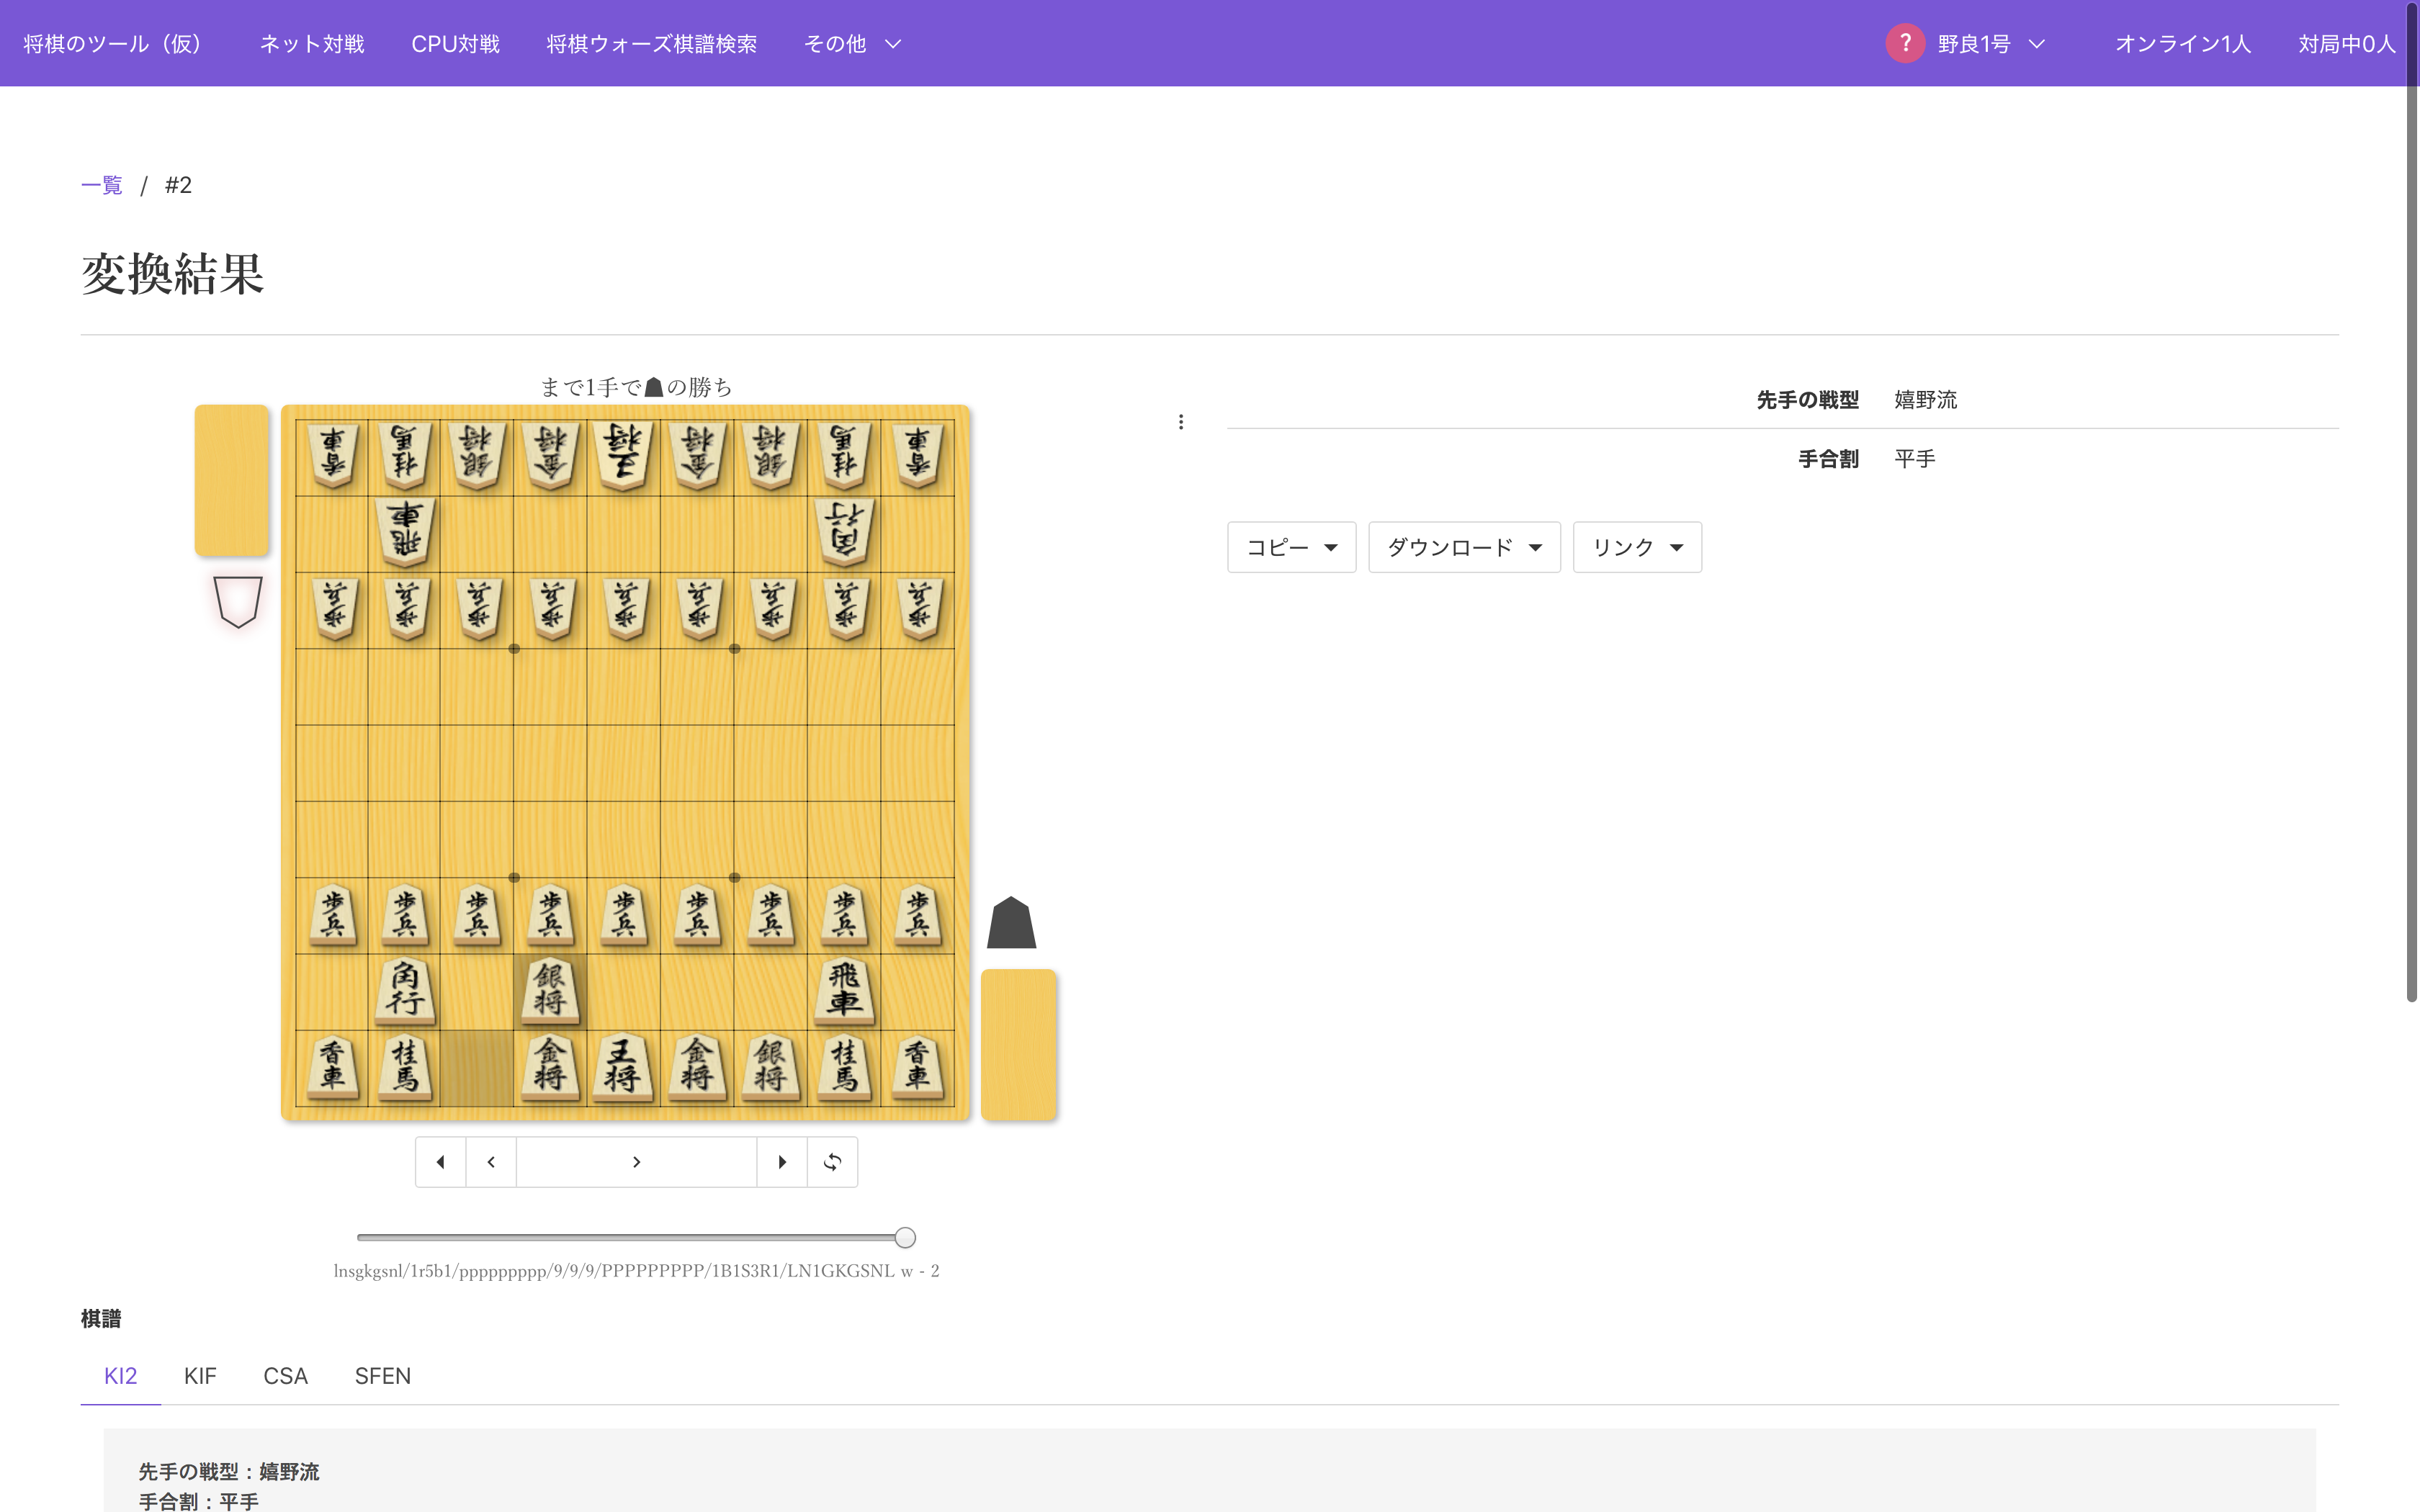 将棋のツール（仮） ネット対戦 CPU対戦 将棋ウォーズ棋譜検索 その他 ? 野良1号 オンライン1人 対局中0人
一覧 / #2
変換結果
まで1手で☗の勝ち
香車 桂馬 銀将 金将 王将 金将 銀将 桂馬 香車
飛車 角行
歩兵 歩兵 歩兵 歩兵 歩兵 歩兵 歩兵 歩兵 歩兵
歩兵 歩兵 歩兵 歩兵 歩兵 歩兵 歩兵 歩兵 歩兵
角行 銀将 飛車
香車 桂馬 金将 王将 金将 銀将 桂馬 香車
lnsgkgsnl/1r5b1/ppppppppp/9/9/9/PPPPPPPPP/1B1S3R1/LN1GKGSNL w - 2
先手の戦型 嬉野流
手合割 平手
コピー ダウンロード リンク
棋譜
KI2 KIF CSA SFEN
先手の戦型：嬉野流
手合割：平手